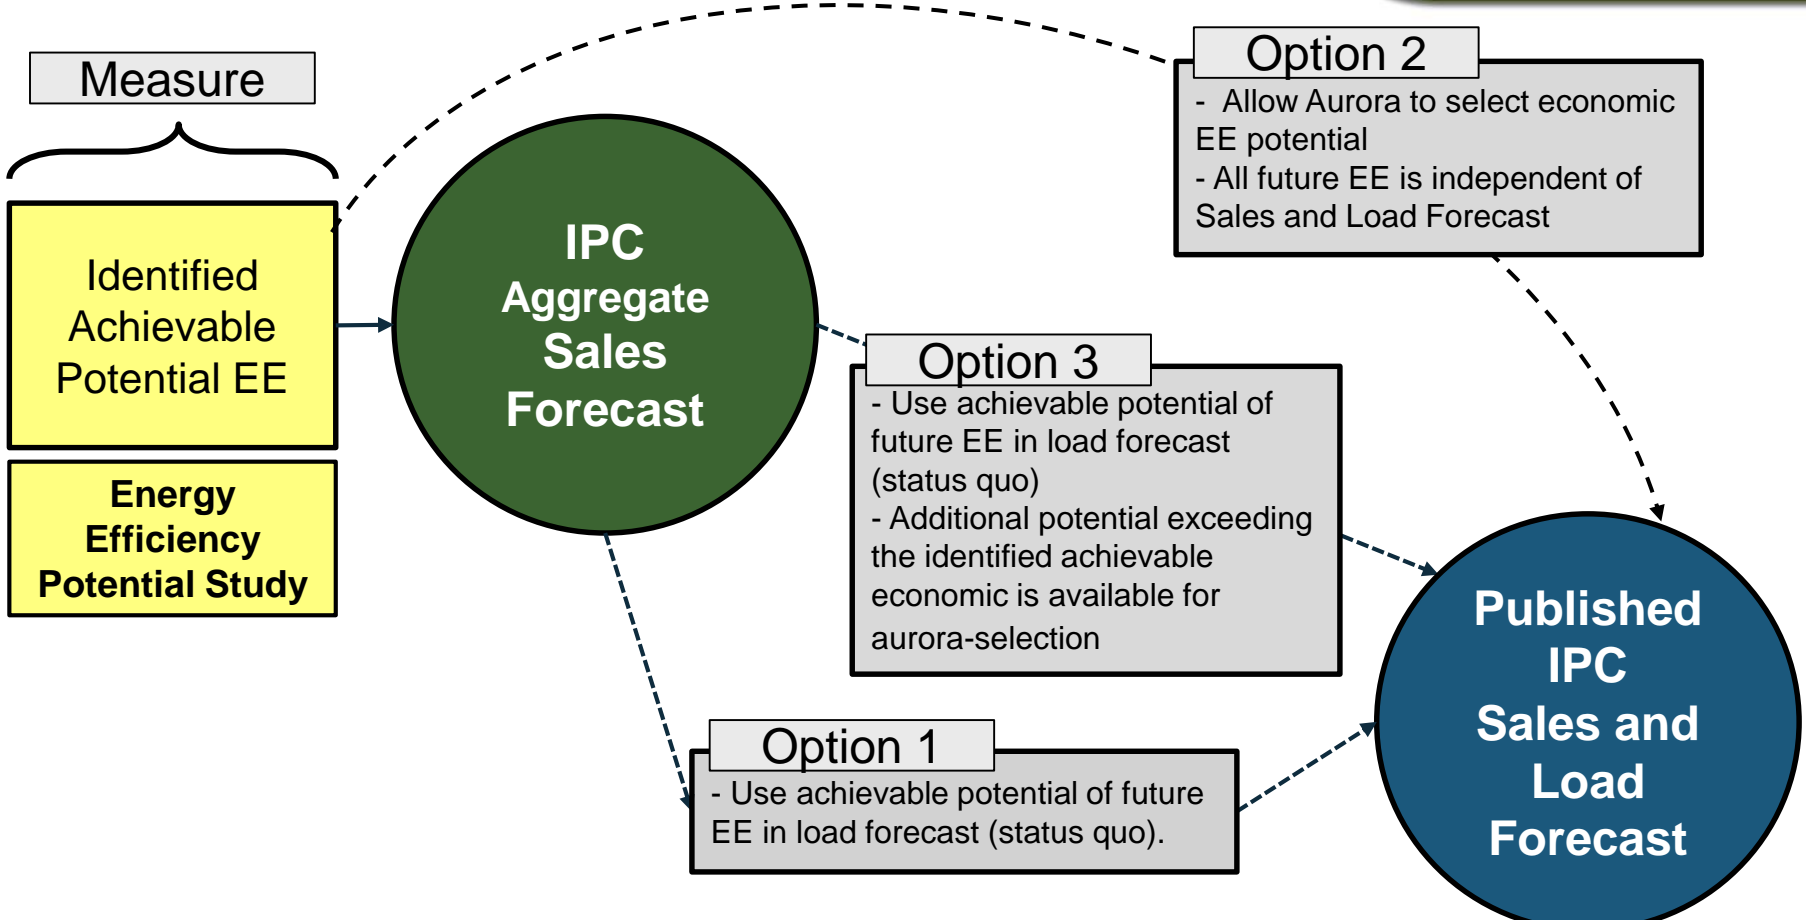 Measure
Identified
Achievable
Potential EE
Energy
Efficiency
Potential Study
IPC
Aggregate
Sales
Forecast
Option 2
- Allow Aurora to select economic
EE potential
- All future EE is independent of
Sales and Load Forecast
Option 3
- Use achievable potential of
future EE in load forecast
(status quo)
- Additional potential exceeding
the identified achievable
economic is available for
aurora-selection
Option 1
- Use achievable potential of future
EE in load forecast (status quo).
Published
IPC
Sales and
Load
Forecast